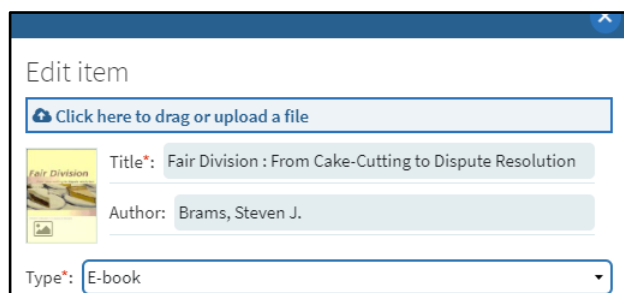 Edit item
Click here to drag or upload a file
Fair Division
Title*: Fair Division : From Cake-Cutting to Dispute Resolution
Author: Brams, Steven J.
Type*: E-book